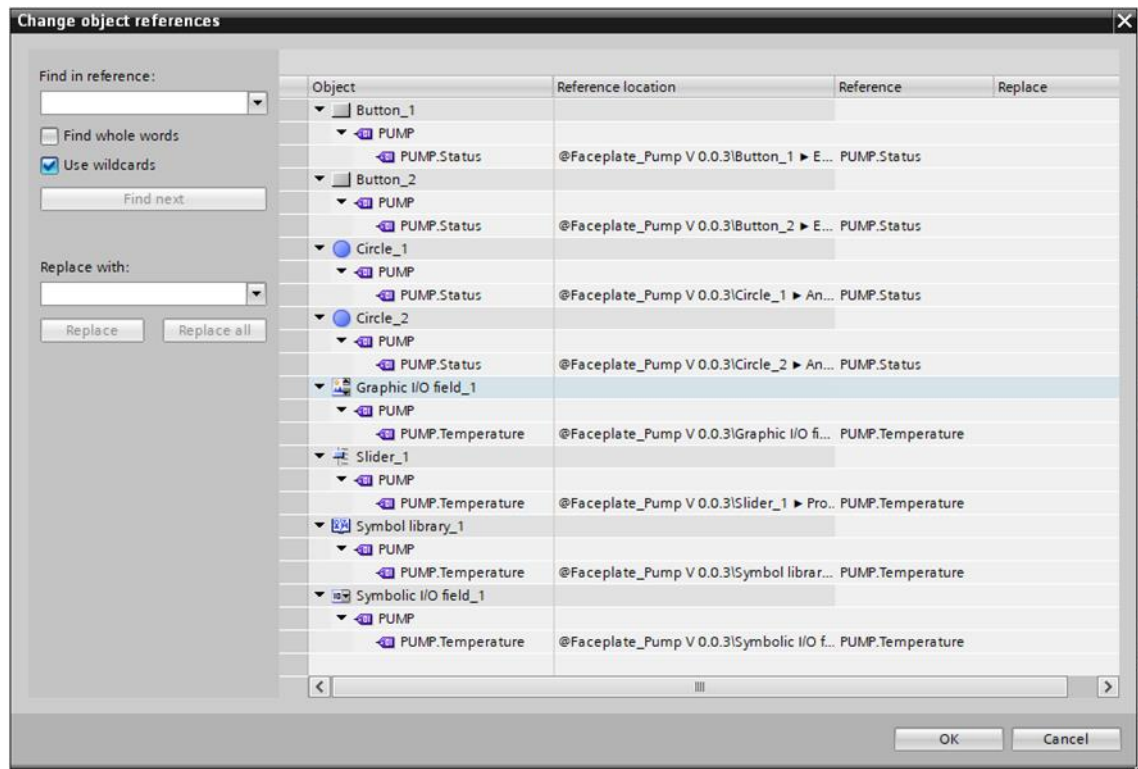 Change object references
Find in reference:
Find whole words
Use wildcards
Find next
Replace with:
Replace Replace all
Object Reference location Reference Replace
Button_1
PUMP
PUMP.Status @Faceplate_Pump V 0.0.3\Button_1 ► E... PUMP.Status
Button_2
PUMP
PUMP.Status @Faceplate_Pump V 0.0.3\Button_2 ► E... PUMP.Status
Circle_1
PUMP
PUMP.Status @Faceplate_Pump V 0.0.3\Circle_1 ► An... PUMP.Status
Circle_2
PUMP
PUMP.Status @Faceplate_Pump V 0.0.3\Circle_2 ► An... PUMP.Status
Graphic I/O field_1
PUMP
PUMP.Temperature @Faceplate_Pump V 0.0.3\Graphic I/O fi... PUMP.Temperature
Slider_1
PUMP
PUMP.Temperature @Faceplate_Pump V 0.0.3\Slider_1 ► Pro.. PUMP.Temperature
Symbol library_1
PUMP
PUMP.Temperature @Faceplate_Pump V 0.0.3\Symbol librar... PUMP.Temperature
Symbolic I/O field_1
PUMP
PUMP.Temperature @Faceplate_Pump V 0.0.3\Symbolic I/O f... PUMP.Temperature
OK Cancel